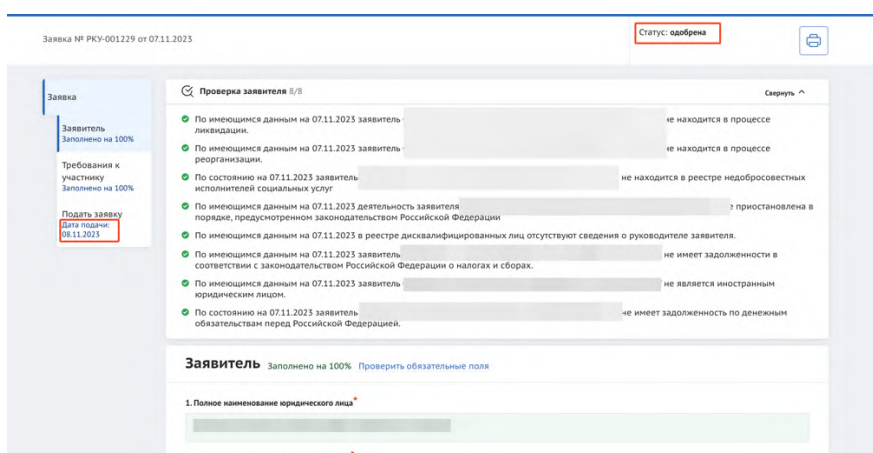 Заявка № РКУ-001229 от 07.11.2023
Статус: одобрена
Заявка
Заявитель
Заполнено на 100%
Требования к
участнику
Заполнено на 100%
Подать заявку
Дата подачи:
08.11.2023
Проверка заявителя 8/8
Свернуть
По имеющимся данным на 07.11.2023 заявитель не находится в процессе
ликвидации.
По имеющимся данным на 07.11.2023 заявитель не находится в процессе
реорганизации.
По состоянию на 07.11.2023 заявитель не находится в реестре недобросовестных
исполнителей социальных услуг
По имеющимся данным на 07.11.2023 деятельность заявителя приостановлена в
порядке, предусмотренном законодательством Российской Федерации
По имеющимся данным на 07.11.2023 в реестре дисквалифицированных лиц отсутствуют сведения о руководителе заявителя.
По имеющимся данным на 07.11.2023 заявитель не имеет задолженности в
соответствии с законодательством Российской Федерации о налогах и сборах.
По имеющимся данным на 07.11.2023 заявитель не является иностранным
юридическим лицом.
По состоянию на 07.11.2023 заявитель не имеет задолженность по денежным
обязательствам перед Российской Федерацией.
Заявитель Заполнено на 100% Проверить обязательные поля
1. Полное наименование юридического лица*